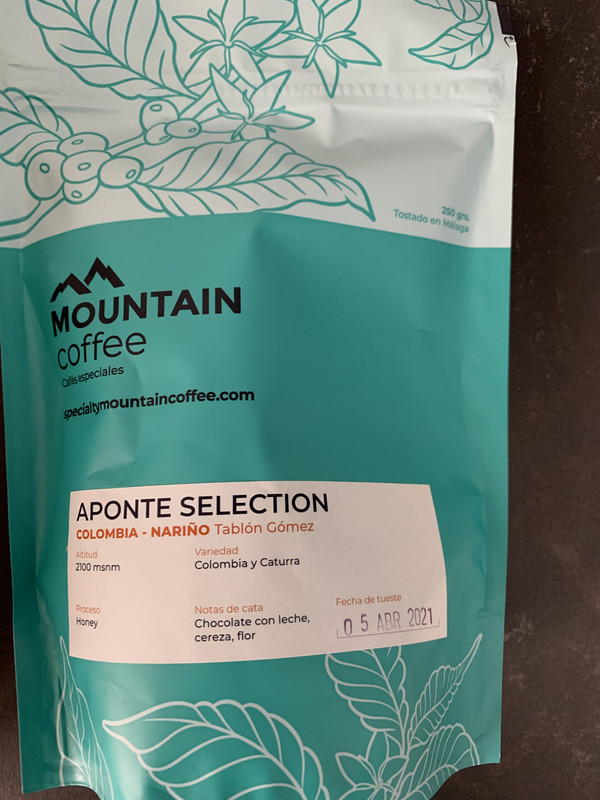 250 grs.
Tostado en Málaga
MOUNTAIN
coffee
Cafés especiales
specialtymountaincoffee.com
APONTE SELECTION
COLOMBIA - NARIÑO Tablón Gómez
Altitud
2100 msnm
Variedad
Colombia y Caturra
Proceso
Honey
Notas de cata
Chocolate con leche,
cereza, flor
Fecha de tueste
0 5 ABR 2021